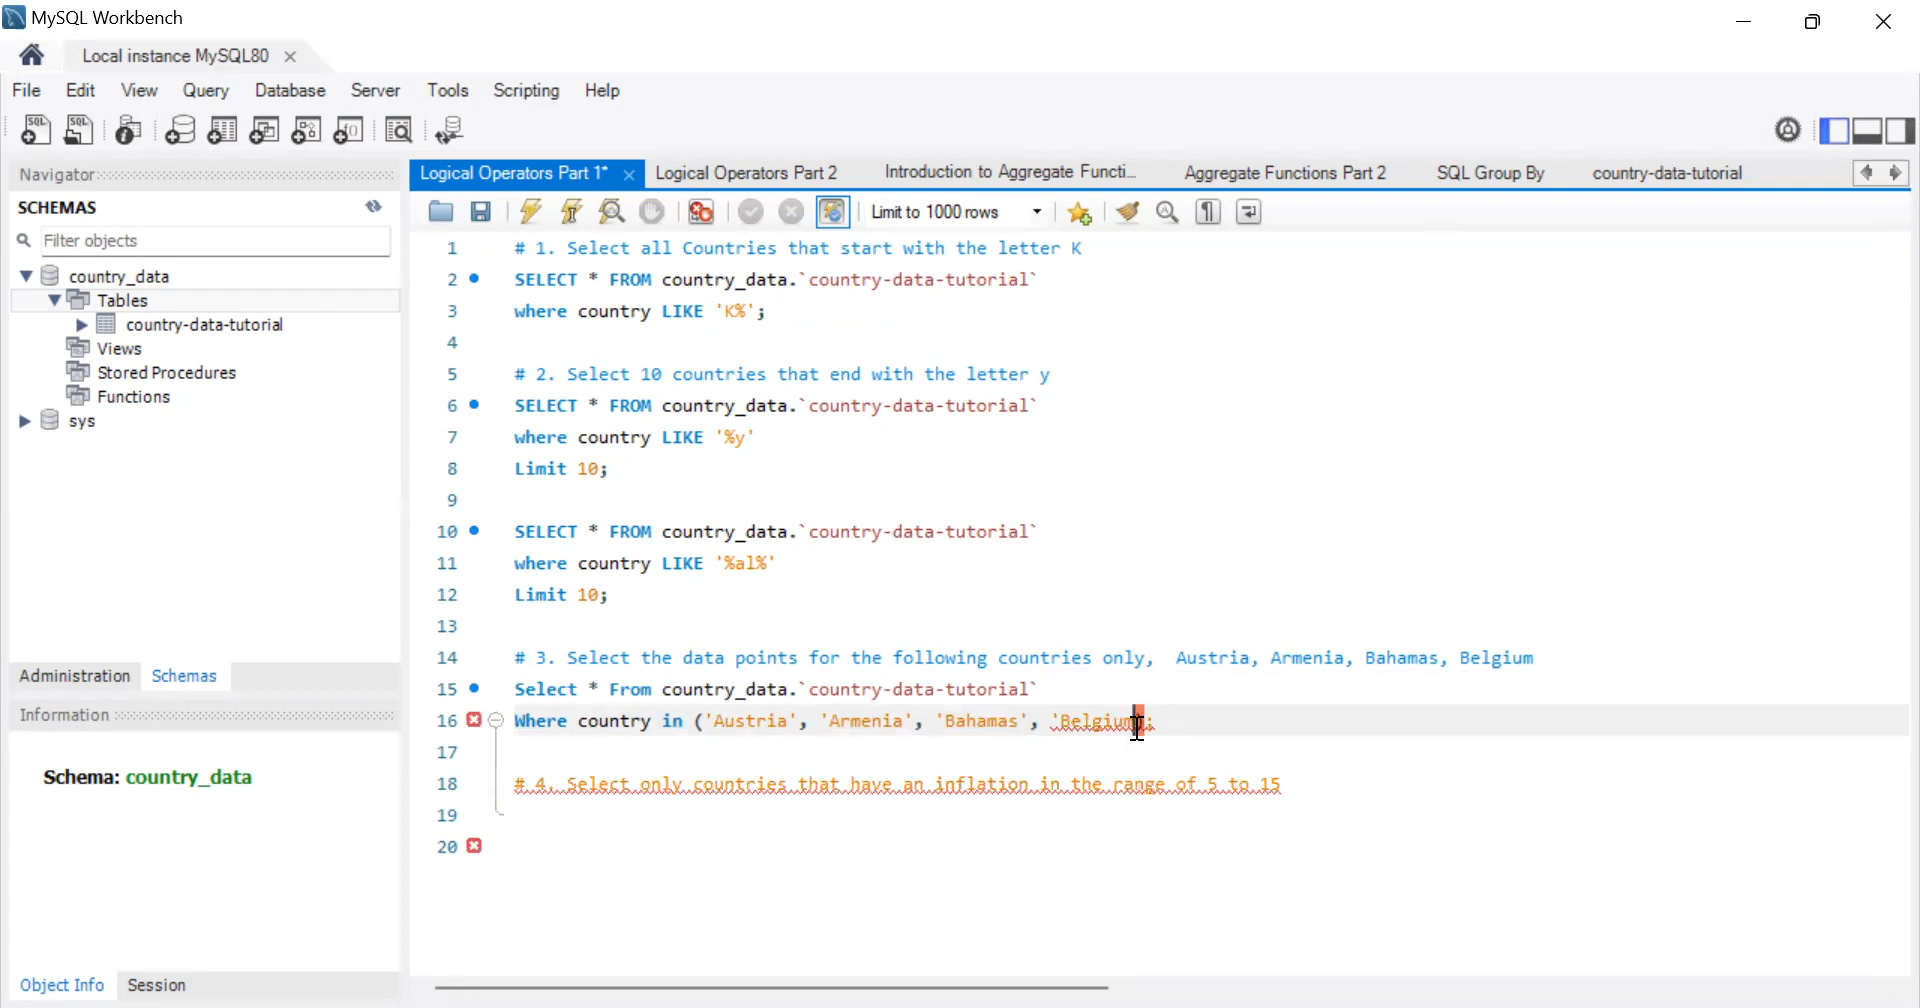 MySQL Workbench
Local instance MySQL80
File Edit View Query Database Server Tools Scripting Help
Navigator
SCHEMAS
Filter objects
country_data
Tables
country-data-tutorial
Views
Stored Procedures
Functions
sys
Administration Schemas
Information
Schema: country_data
Object Info Session
Logical Operators Part 1* Logical Operators Part 2 Introduction to Aggregate Functi... Aggregate Functions Part 2 SQL Group By country-data-tutorial
Limit to 1000 rows
1 # 1. Select all Countries that start with the letter K
2 SELECT * FROM country_data.`country-data-tutorial`
3 where country LIKE 'K%';
4
5 # 2. Select 10 countries that end with the letter y
6 SELECT * FROM country_data.`country-data-tutorial`
7 where country LIKE '%y'
8 Limit 10;
9
10 SELECT * FROM country_data.`country-data-tutorial`
11 where country LIKE '%al%'
12 Limit 10;
13
14 # 3. Select the data points for the following countries only, Austria, Armenia, Bahamas, Belgium
15 Select * From country_data.`country-data-tutorial`
16 Where country in ('Austria', 'Armenia', 'Bahamas', 'Belgium);
17
18 # 4. Select only countries that have an inflation in the range of 5 to 15
19
20